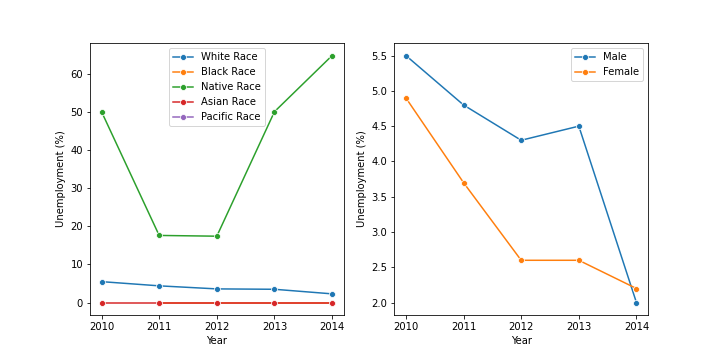 Unemployment (%)
60
50
40
30
20
10
0
White Race
Black Race
Native Race
Asian Race
Pacific Race
2010 2011 2012 2013 2014
Year
Unemployment (%)
5.5
5.0
4.5
4.0
3.5
3.0
2.5
2.0
Male
Female
2010 2011 2012 2013 2014
Year